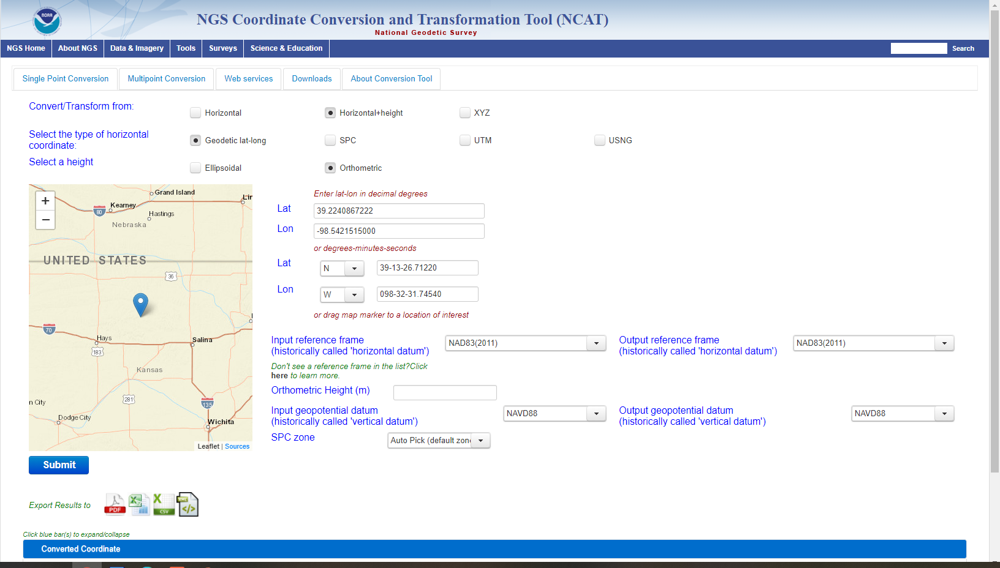 NOAA
NGS Coordinate Conversion and Transformation Tool (NCAT)
National Geodetic Survey
NGS Home About NGS Data & Imagery Tools Surveys Science & Education Search
Single Point Conversion Multipoint Conversion Web services Downloads About Conversion Tool
Convert/Transform from:
Horizontal Horizontal+height XYZ
Select the type of horizontal
coordinate:
Geodetic lat-long SPC UTM USNG
Select a height
Ellipsoidal Orthometric
+
−
Grand Island
Lin
Kearney
80
Hastings
Nebraska
UNITED STATES
36
70
Hays
Salina
183
Kansas
281
135
n City
Dodge City
Wichita
Leaflet | Sources
Enter lat-lon in decimal degrees
Lat 39.2240867222
Lon -98.5421515000
or degrees-minutes-seconds
Lat N 39-13-26.71220
Lon W 098-32-31.74540
or drag map marker to a location of interest
Input reference frame
(historically called 'horizontal datum')
NAD83(2011)
Output reference frame
(historically called 'horizontal datum')
NAD83(2011)
Don't see a reference frame in the list?Click
here to learn more.
Orthometric Height (m)
Input geopotential datum
(historically called 'vertical datum')
NAVD88
Output geopotential datum
(historically called 'vertical datum')
NAVD88
SPC zone Auto Pick (default zon
Submit
Export Results to
PDF
CSV
Click blue bar(s) to expand/collapse
Converted Coordinate